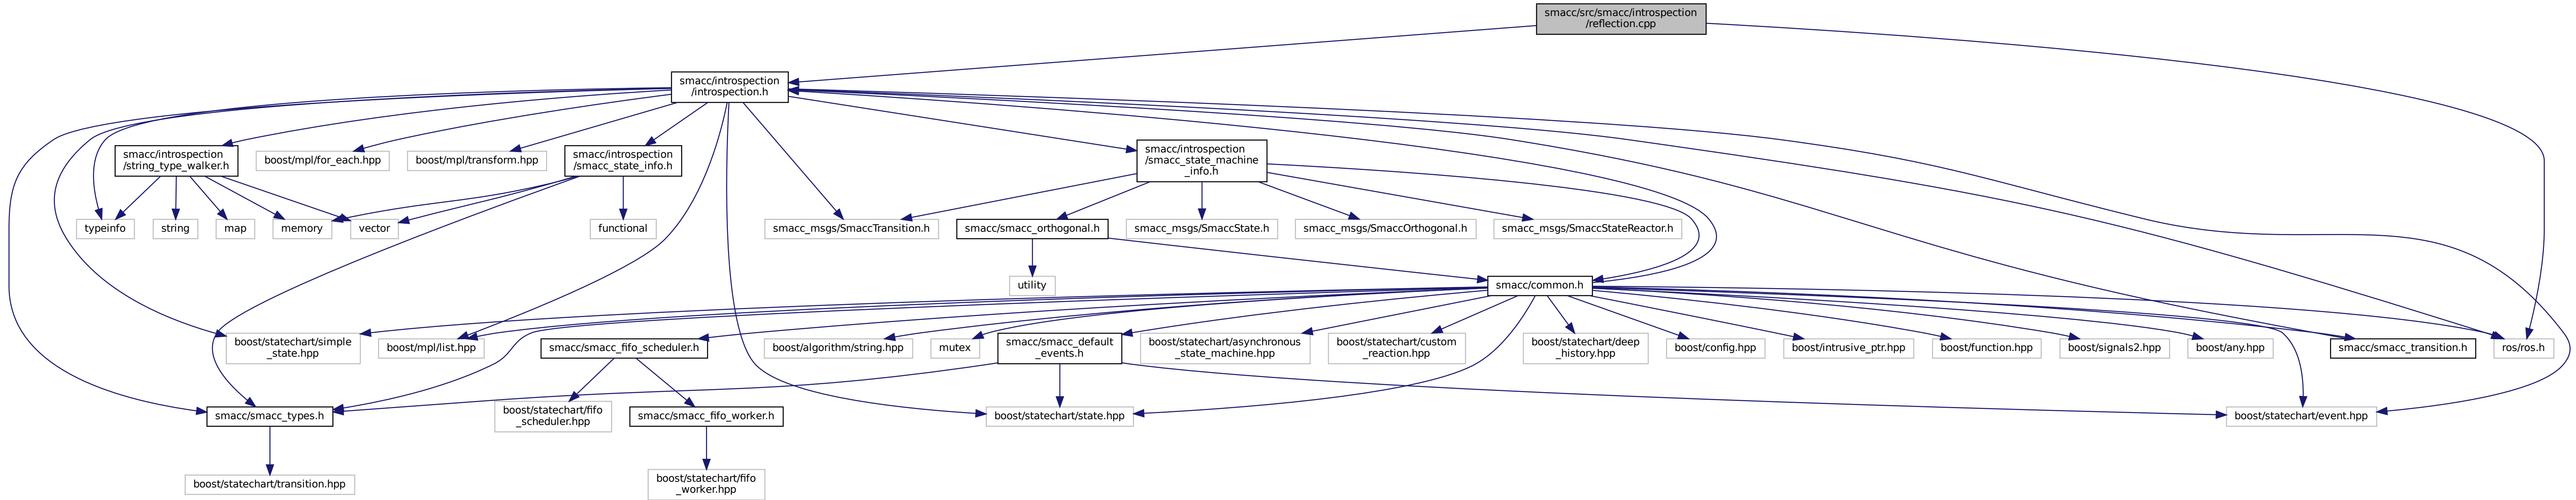 smacc/src/smacc/introspection
/reflection.cpp
smacc/introspection
/introspection.h
smacc/introspection
/string_type_walker.h
boost/mpl/for_each.hpp
boost/mpl/transform.hpp
smacc/introspection
/smacc_state_info.h
smacc/introspection
/smacc_state_machine
_info.h
typeinfo
string
map
memory
vector
functional
smacc_msgs/SmaccTransition.h
smacc/smacc_orthogonal.h
smacc_msgs/SmaccState.h
smacc_msgs/SmaccOrthogonal.h
smacc_msgs/SmaccStateReactor.h
utility
smacc/common.h
boost/statechart/simple
_state.hpp
boost/mpl/list.hpp
smacc/smacc_fifo_scheduler.h
boost/algorithm/string.hpp
mutex
smacc/smacc_default
_events.h
boost/statechart/asynchronous
_state_machine.hpp
boost/statechart/custom
_reaction.hpp
boost/statechart/deep
_history.hpp
boost/config.hpp
boost/intrusive_ptr.hpp
boost/function.hpp
boost/signals2.hpp
boost/any.hpp
smacc/smacc_transition.h
ros/ros.h
smacc/smacc_types.h
boost/statechart/fifo
_scheduler.hpp
smacc/smacc_fifo_worker.h
boost/statechart/state.hpp
boost/statechart/event.hpp
boost/statechart/transition.hpp
boost/statechart/fifo
_worker.hpp